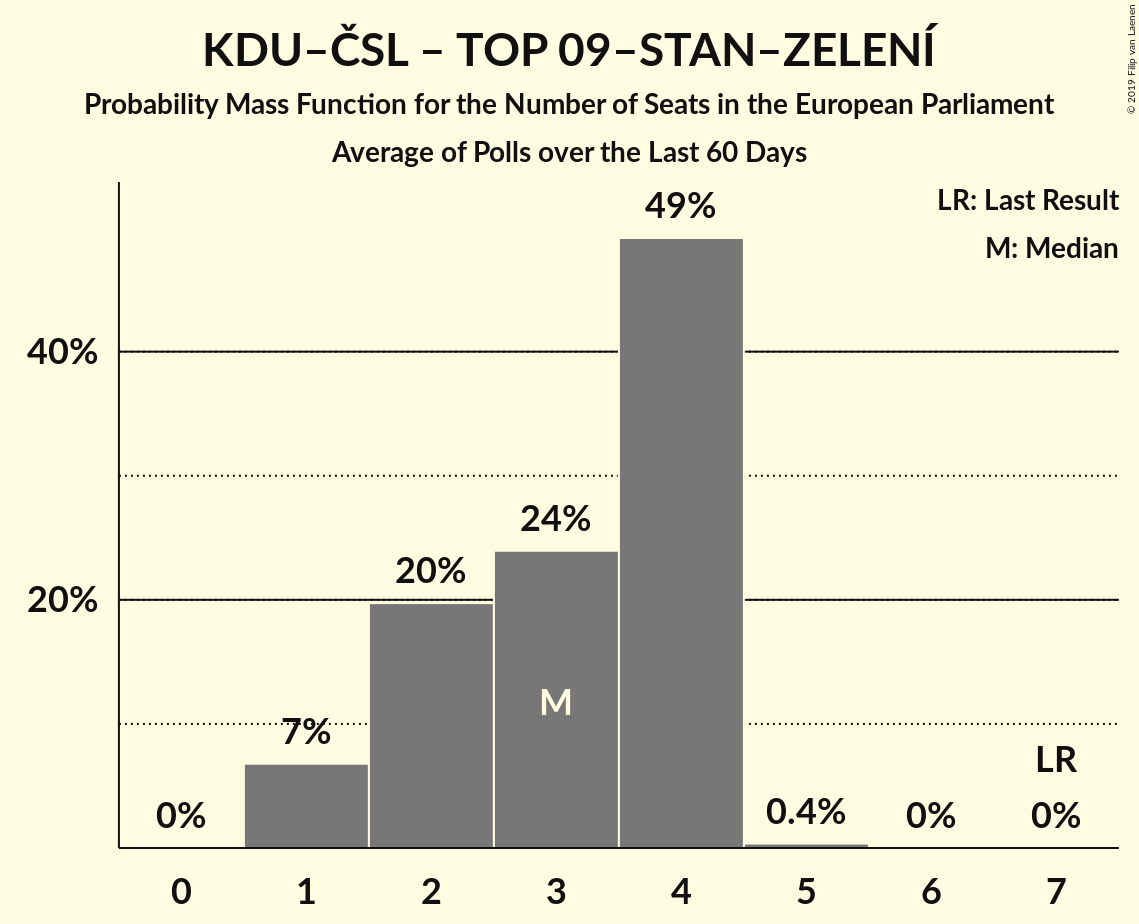 KDU–ČSL – TOP 09–STAN–ZELENÍ
Probability Mass Function for the Number of Seats in the European Parliament
Average of Polls over the Last 60 Days
© 2019 Filip van Laenen
LR: Last Result
M: Median
49%
40%
24%
20%
20%
M
7%
LR
0%
0.4%
0%
0%
0 1 2 3 4 5 6 7